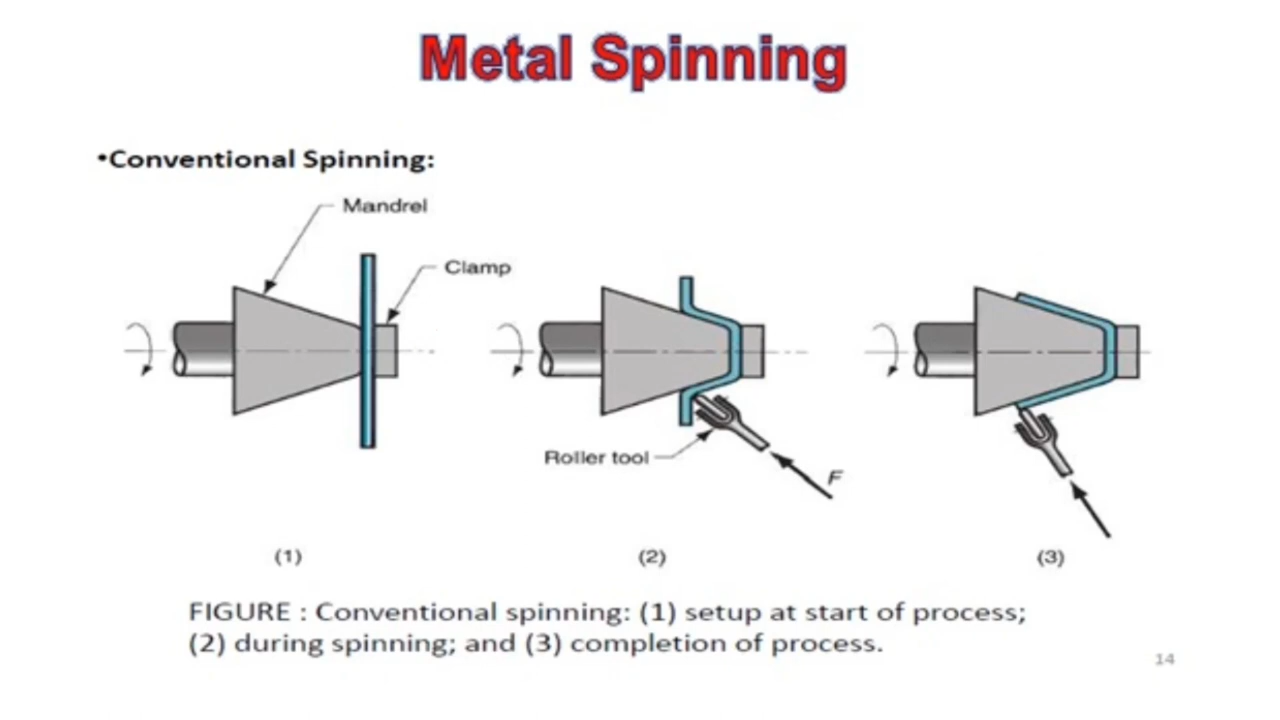 Metal Spinning
•Conventional Spinning:
Mandrel
Clamp
Roller tool
F
(1)
(2)
(3)
FIGURE : Conventional spinning: (1) setup at start of process;
(2) during spinning; and (3) completion of process.
14